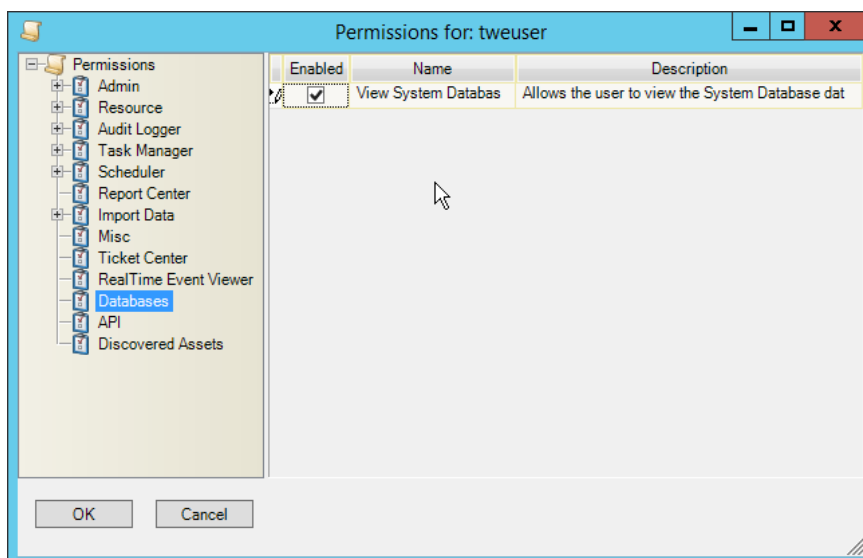 Permissions for: tweuser
Permissions
Admin
Resource
Audit Logger
Task Manager
Scheduler
Report Center
Import Data
Misc
Ticket Center
RealTime Event Viewer
Databases
API
Discovered Assets
Enabled Name Description
View System Databas Allows the user to view the System Database dat
OK Cancel